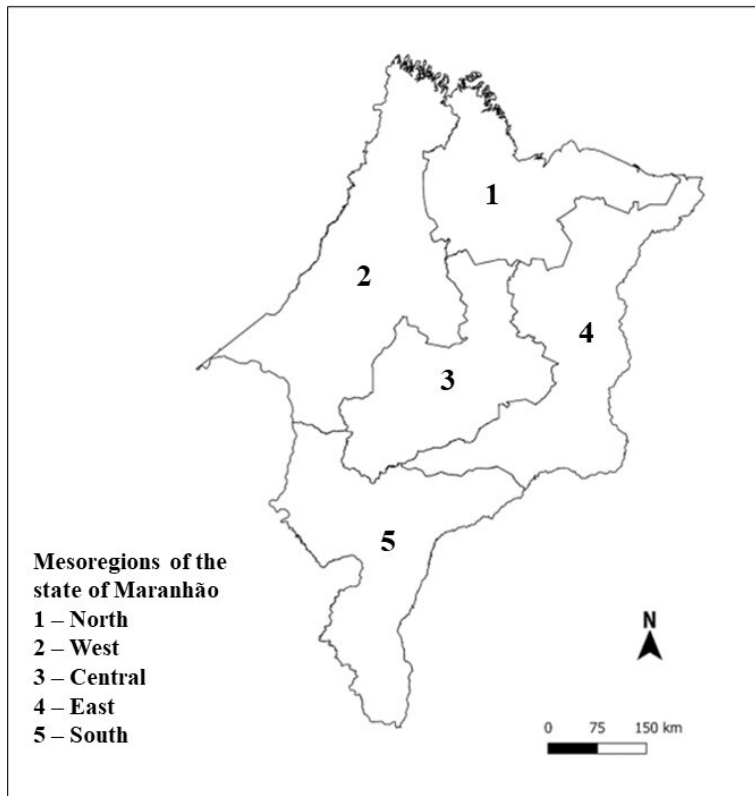 1
2
4
3
5
Mesoregions of the
state of Maranhão
1 – North
2 – West
3 – Central
4 – East
5 – South
N
0 75 150 km